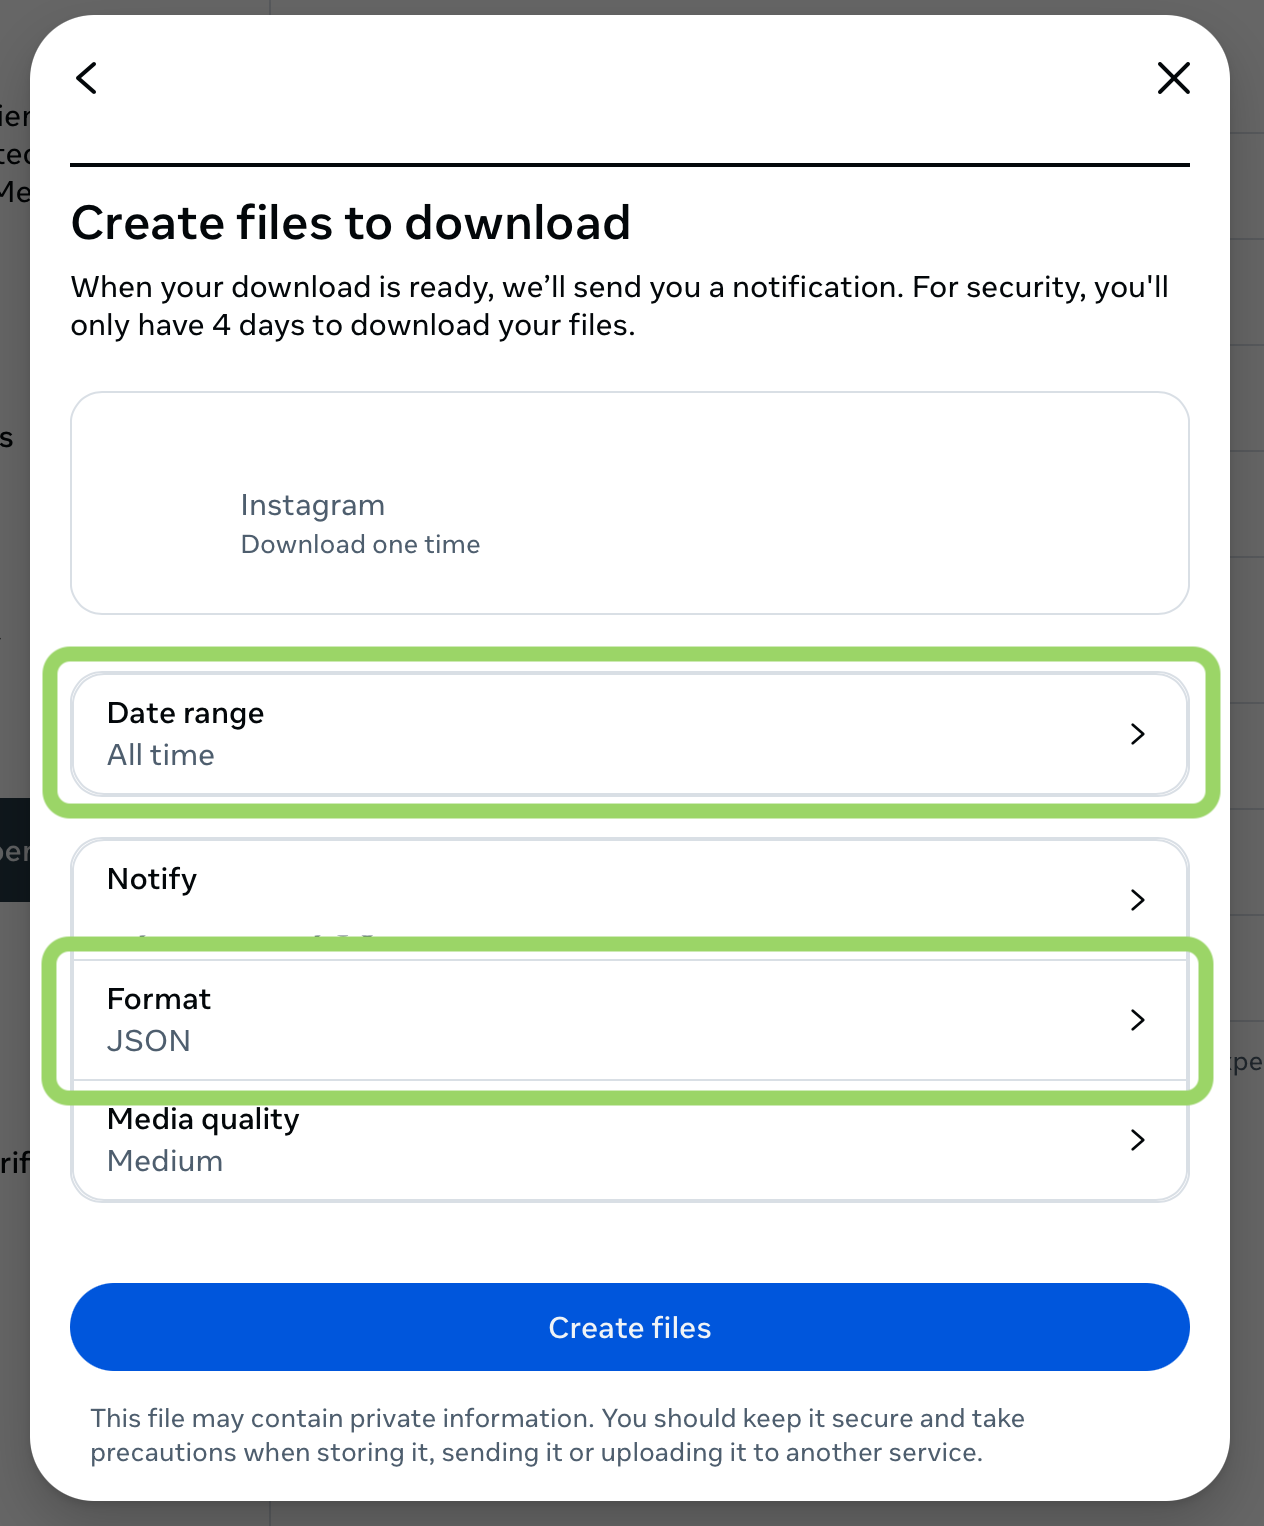 Create files to download
When your download is ready, we’ll send you a notification. For security, you'll
only have 4 days to download your files.
Instagram
Download one time
Date range
All time
Notify
Format
JSON
Media quality
Medium
Create files
This file may contain private information. You should keep it secure and take
precautions when storing it, sending it or uploading it to another service.